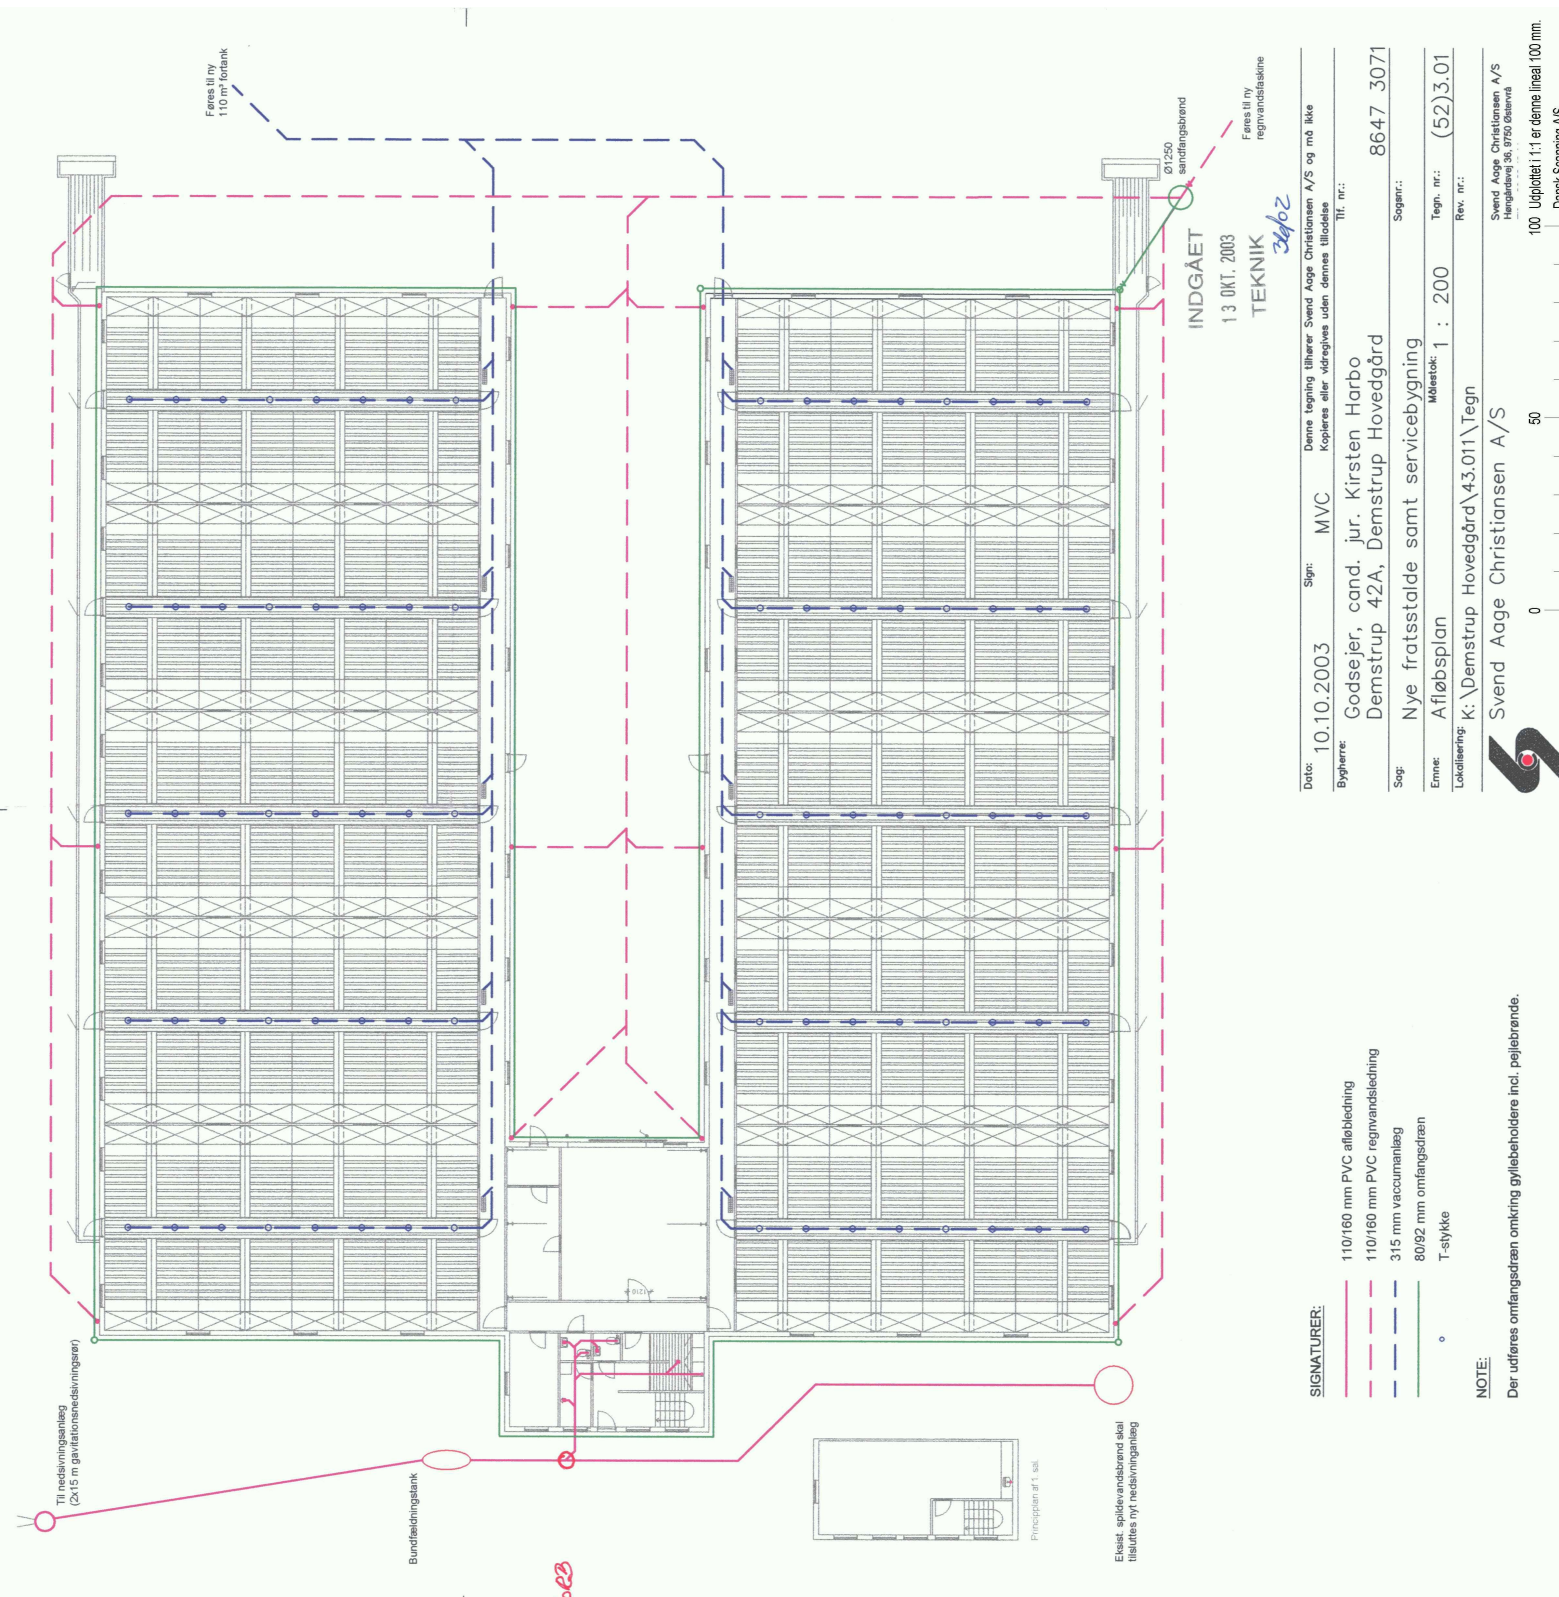 Føres til ny
110 m³ fortank
Ø1250
sandfangsbrønd
Føres til ny
regnvandsfaskine
INDGÅET
13 OKT. 2003
TEKNIK
Til nedsivningsanlæg
(2x15 m gavitationsnedsivningsrør)
Bundfældningstank
Eksist. spildevandsbrønd skal
tilsluttes nyt nedsivninganlæg
Principplan af 1. sal.
1210
SIGNATURER:
110/160 mm PVC afløbledning
110/160 mm PVC regnvandsledning
315 mm vaccumanlæg
80/92 mm omfangsdræn
T-stykke
NOTE:
Der udføres omfangsdræn omkring gyllebeholdere incl. pejlebrønde.
Dato: 10.10.2003 Sign: MVC
Denne tegning tilhører Svend Aage Christiansen A/S og må ikke
Kopieres eller vidregives uden dennes tilladelse
Bygherre: Tlf. nr.:
Godsejer, cand. jur. Kirsten Harbo
Demstrup 42A, Demstrup Hovedgård 8647 3071
Sag: Nye fratsstalde samt servicebygning Sagsnr.:
Emne: Afløbsplan Målestok: 1 : 200 Tegn. nr.: (52)3.01
Lokalisering: K:\Demstrup Hovedgård\43.011\Tegn Rev. nr.:
Svend Aage Christiansen A/S
Svend Aage Christiansen A/S
Høngårdsvej 36, 9750 Østervrå
0 50 100 Udplottet i 1:1 er denne lineal 100 mm.
Dansk Scanning A/S